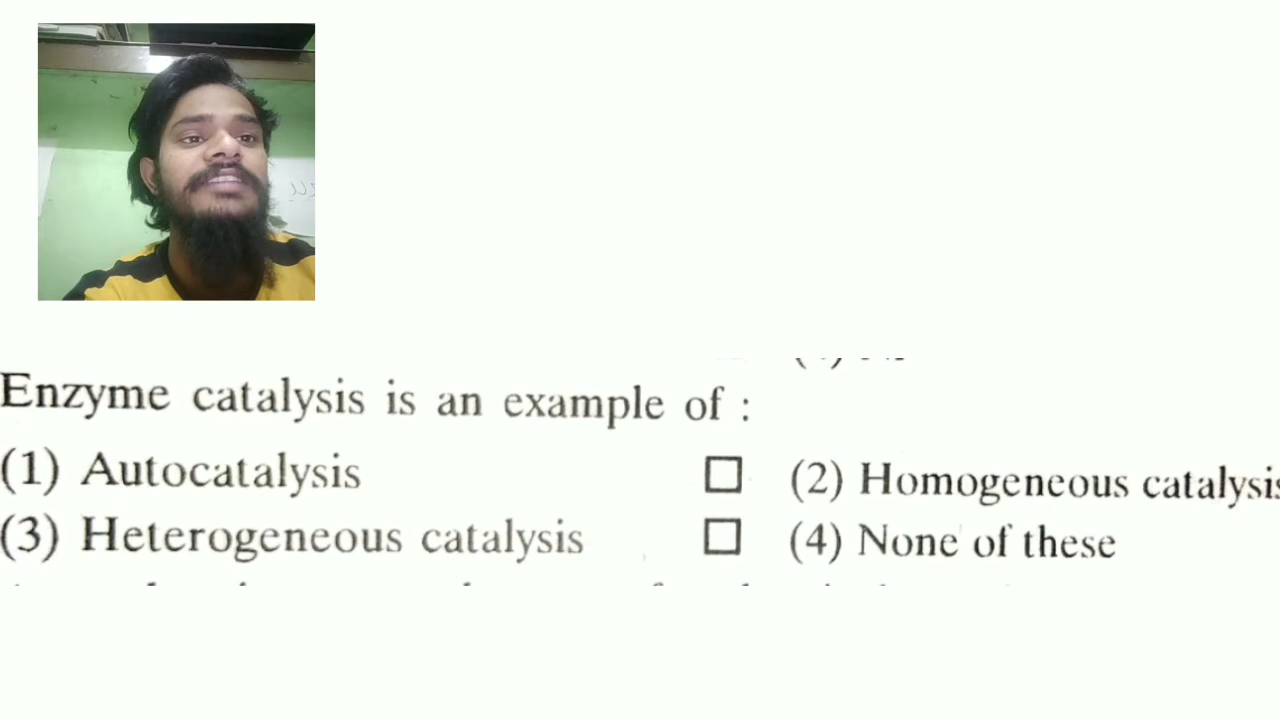 Enzyme catalysis is an example of :
(1) Autocatalysis □ (2) Homogeneous catalysis
(3) Heterogeneous catalysis □ (4) None of these